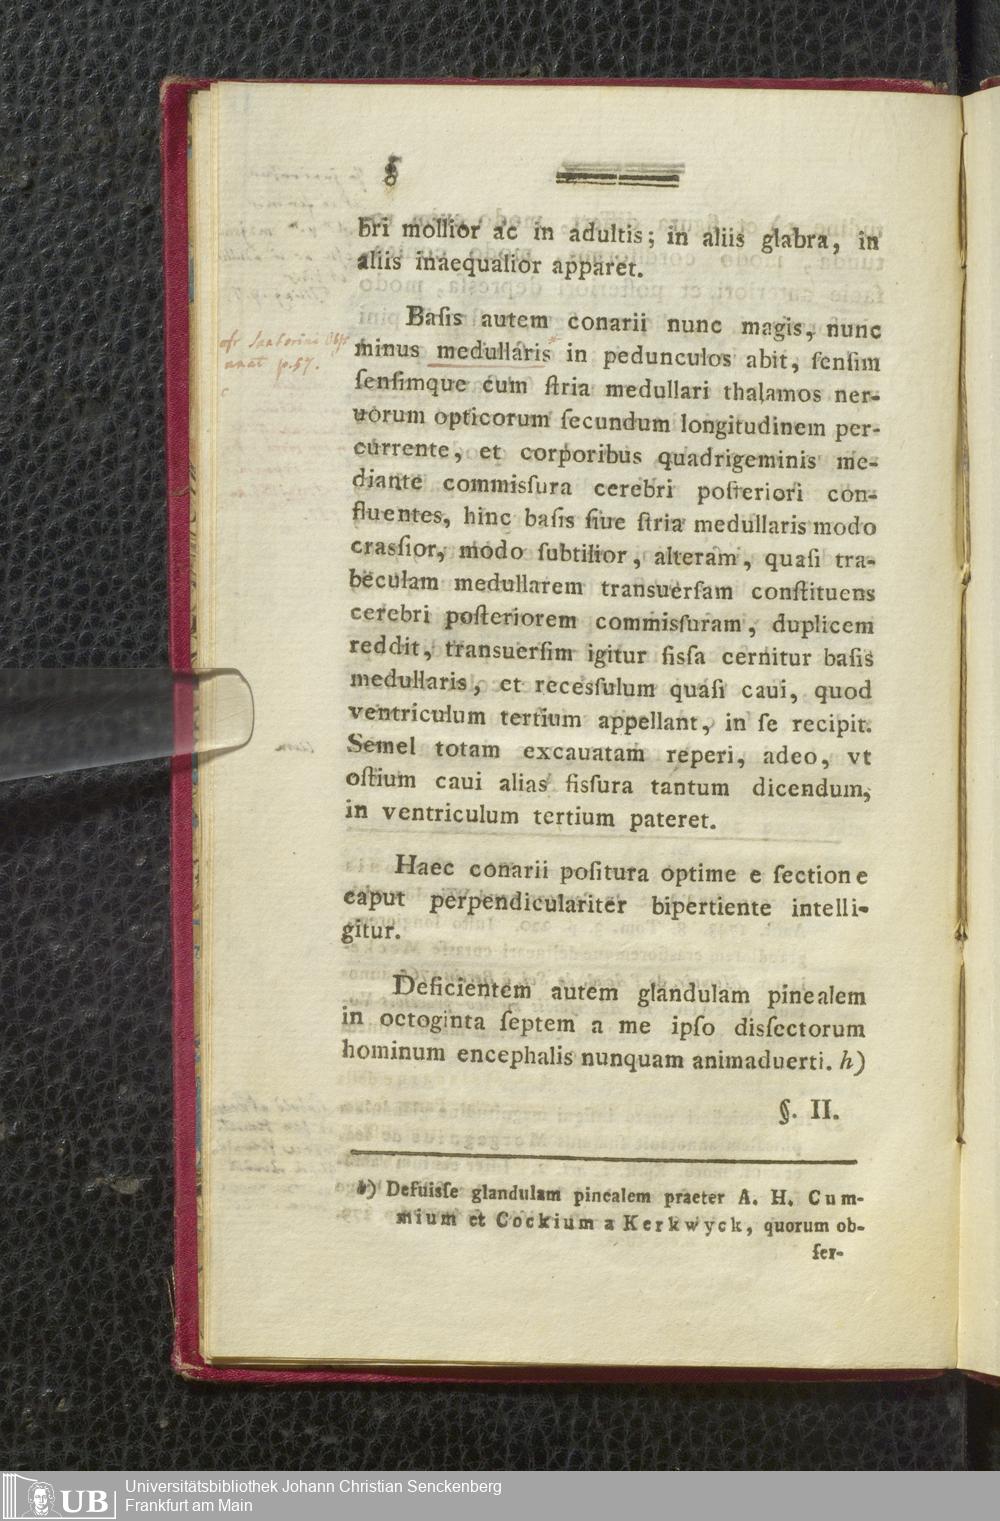 8
bri mollior ac in adultis; in aliis glabra, in
aliis inaequalior apparet.
Baſis autem conarii nunc magis, nunc
minus medullaris in pedunculos abit, ſenſim
ſenſimque cum ſtria medullari thalamos ner-
uorum opticorum ſecundum longitudinem per-
currente, et corporibus quadrigeminis me-
diante commisſura cerebri poſteriori con-
fluentes, hinc baſis ſiue ſtria medullaris modo
crasſior, modo ſubtilior, alteram, quaſi tra-
beculam medullarem transuerſam conſtituens
cerebri poſteriorem commisſuram, duplicem
reddit, transuerſim igitur fisſa cernitur baſis
medullaris, et recesſulum quaſi caui, quod
ventriculum tertium appellant, in ſe recipit.
Semel totam excauatam reperi, adeo, vt
oſtium caui alias fisſura tantum dicendum,
in ventriculum tertium pateret.
Haec conarii poſitura optime e ſectione
caput perpendiculariter bipertiente intelli-
gitur.
Deficientem autem glandulam pinealem
in octoginta ſeptem a me ipſo disſectorum
hominum encephalis nunquam animaduerti. h)
§. II.
h) Defuisſe glandulam pinealem praeter A. H. Cum-
mium et Cockium a Kerkwyck, quorum ob-
ſer-
cfr Santorini Obſ.
anat p. 57.
UB
Universitätsbibliothek Johann Christian Senckenberg
Frankfurt am Main